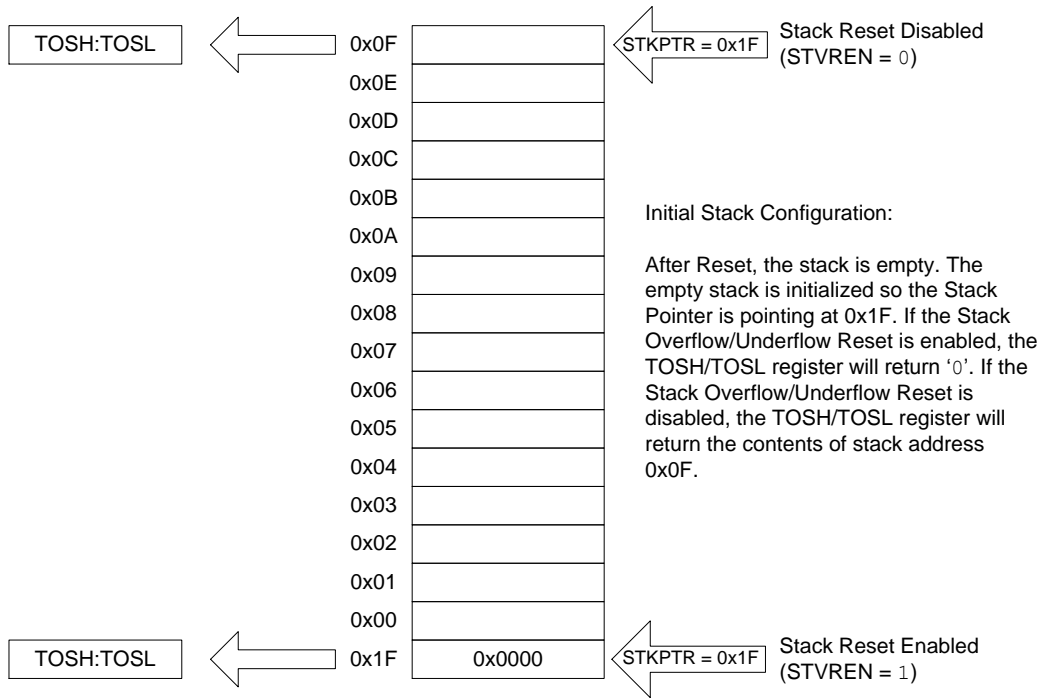 TOSH:TOSL
0x0F
STKPTR = 0x1F
Stack Reset Disabled
(STVREN = 0)
0x0E
0x0D
0x0C
0x0B
0x0A
0x09
0x08
0x07
0x06
0x05
0x04
0x03
0x02
0x01
0x00
Initial Stack Configuration:
After Reset, the stack is empty. The
empty stack is initialized so the Stack
Pointer is pointing at 0x1F. If the Stack
Overflow/Underflow Reset is enabled, the
TOSH/TOSL register will return ‘0’. If the
Stack Overflow/Underflow Reset is
disabled, the TOSH/TOSL register will
return the contents of stack address
0x0F.
TOSH:TOSL
0x1F
0x0000
STKPTR = 0x1F
Stack Reset Enabled
(STVREN = 1)